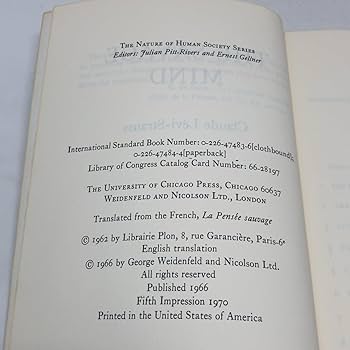 THE NATURE OF HUMAN SOCIETY SERIES
Editors: Julian Pitt-Rivers and Ernest Gellner
MIND
Claude Lévi-Strauss
International Standard Book Number: 0-226-47483-6[clothbound];
0-226-47484-4[paperback]
Library of Congress Catalog Card Number: 66-28197
THE UNIVERSITY OF CHICAGO PRESS, CHICAGO 60637
WEIDENFELD AND NICOLSON LTD., LONDON
Translated from the French, La Pensée sauvage
© 1962 by Librairie Plon, 8, rue Garancière, Paris-6e
English translation
© 1966 by George Weidenfeld and Nicolson Ltd.
All rights reserved
Published 1966
Fifth Impression 1970
Printed in the United States of America